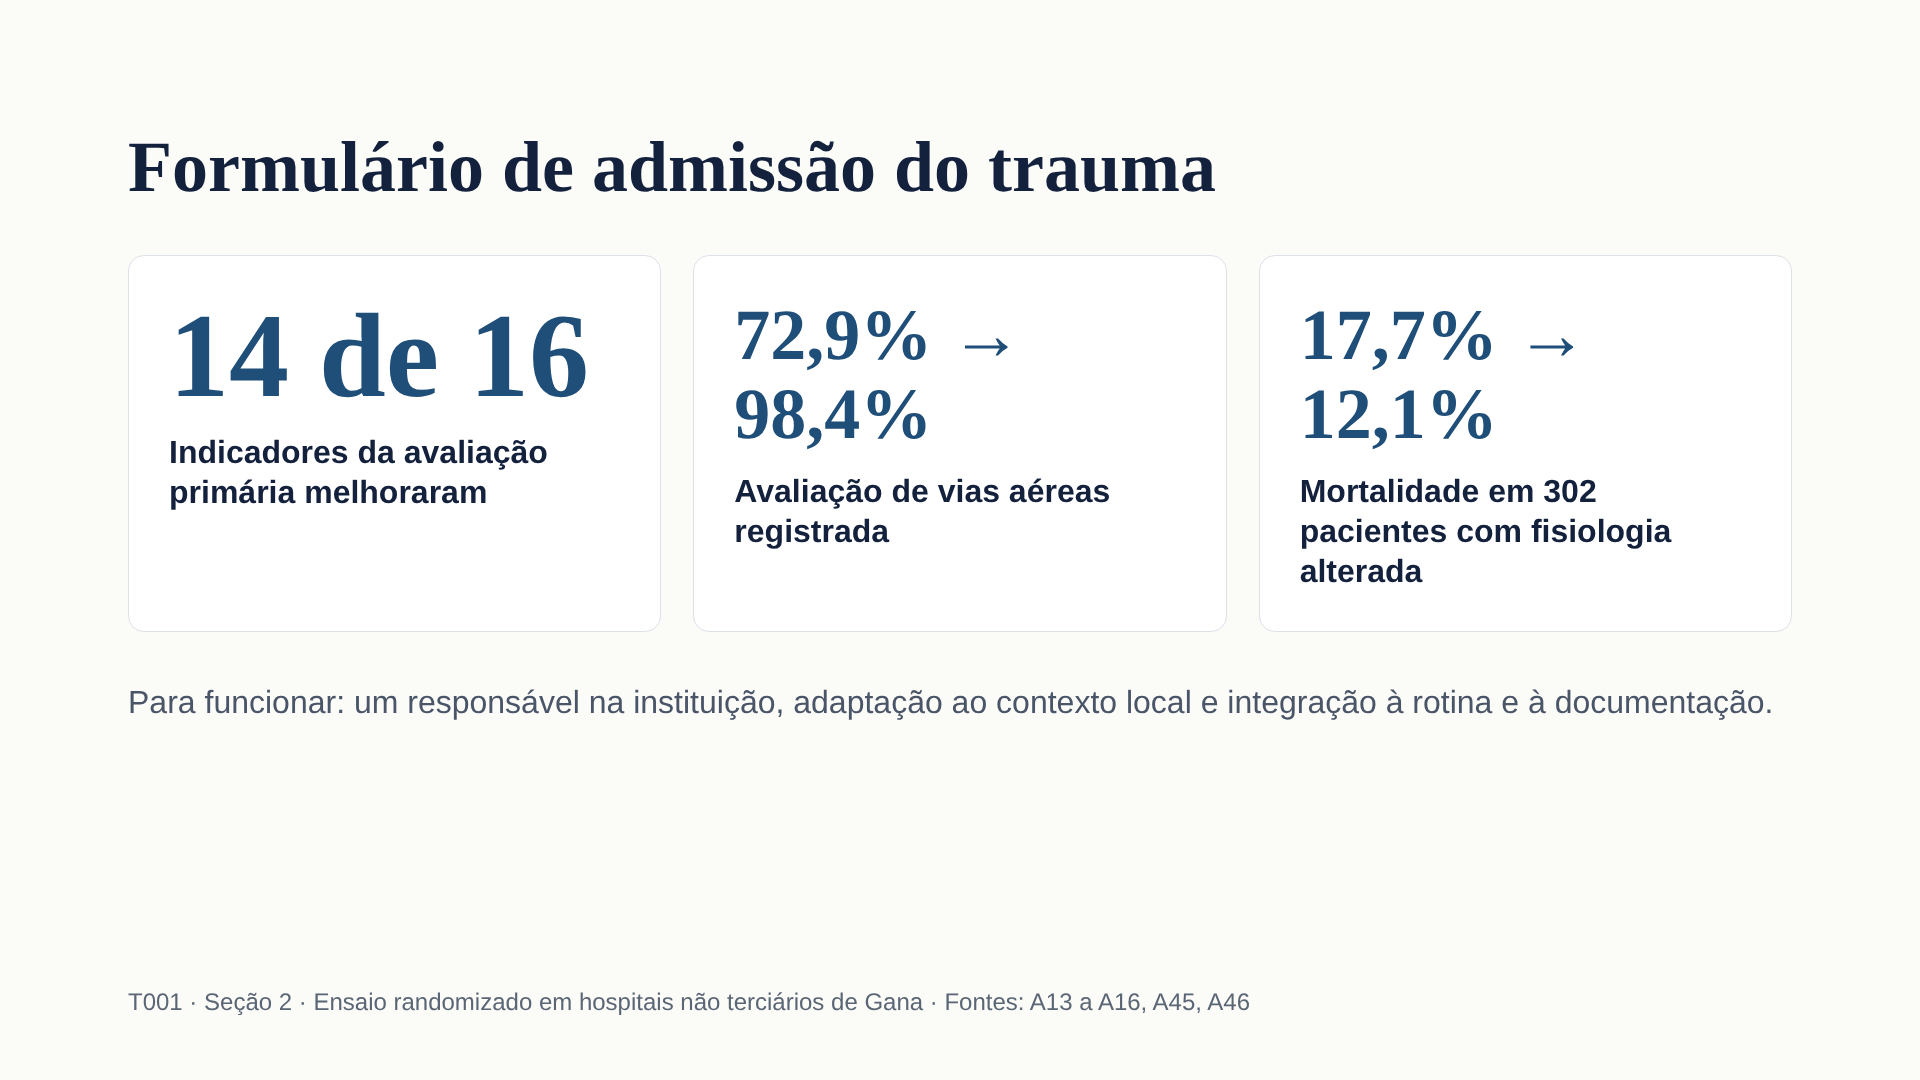 Formulário de admissão do trauma
14 de 16
Indicadores da avaliação
primária melhoraram
72,9% →
98,4%
Avaliação de vias aéreas
registrada
17,7% →
12,1%
Mortalidade em 302
pacientes com fisiologia
alterada
Para funcionar: um responsável na instituição, adaptação ao contexto local e integração à rotina e à documentação.
T001 · Seção 2 · Ensaio randomizado em hospitais não terciários de Gana · Fontes: A13 a A16, A45, A46